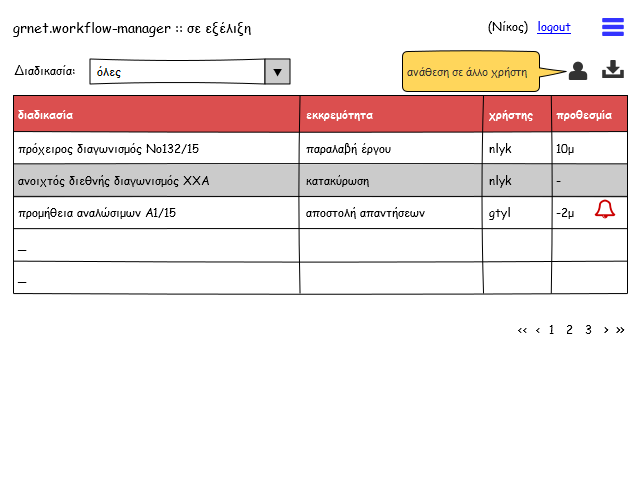 grnet.workflow-manager :: σε εξέλιξη
(Νίκος) logout
Διαδικασία: όλες
ανάθεση σε άλλο χρήστη
διαδικασία εκκρεμότητα χρήστης προθεσμία
πρόχειρος διαγωνισμός Νο132/15 παραλαβή έργου nlyk 10μ
ανοιχτός διεθνής διαγωνισμός ΧΧΑ κατακύρωση nlyk -
προμήθεια αναλώσιμων Α1/15 αποστολή απαντήσεων gtyl -2μ
_
_
<< < 1 2 3 > >>